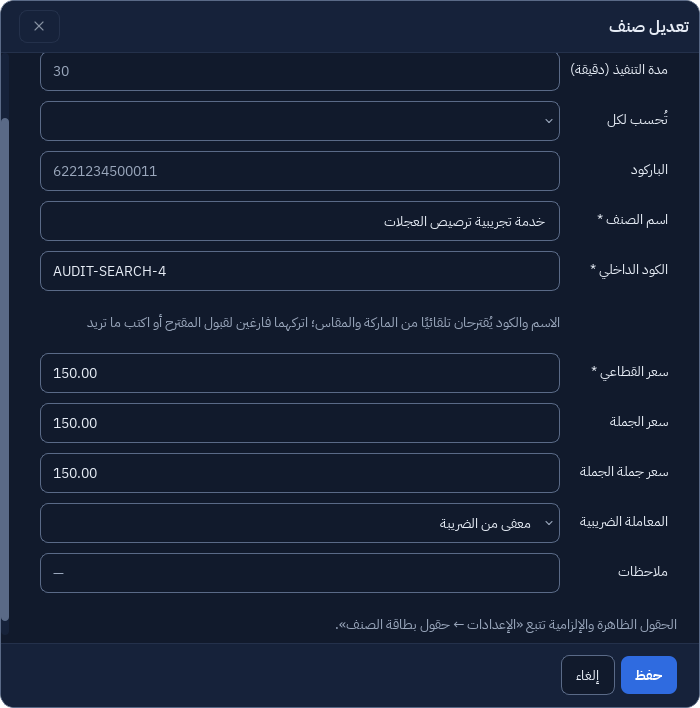 تعديل صنف
مدة التنفيذ (دقيقة)
30
تُحسب لكل
الباركود
6221234500011
اسم الصنف *
خدمة تجريبية ترصيص العجلات
الكود الداخلي *
AUDIT-SEARCH-4
الاسم والكود يُقترحان تلقائيًا من الماركة والمقاس؛ اتركهما فارغين لقبول المقترح أو اكتب ما تريد
سعر القطاعي *
150.00
سعر الجملة
150.00
سعر جملة الجملة
150.00
المعاملة الضريبية
معفى من الضريبة
ملاحظات
—
الحقول الظاهرة والإلزامية تتبع «الإعدادات ← حقول بطاقة الصنف».
حفظ
إلغاء